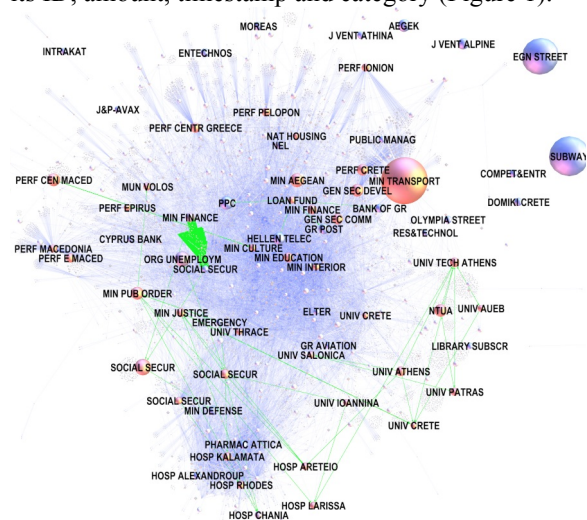 its ID, amount, timestamp and category (Figure 1).
MOREAS
AEGEK
J VENT ATHINA
INTRAKAT
ENTECHNOS
J VENT ALPINE
EGN STREET
PERF IONION
J&P-AVAX
PERF PELOPON
PERF CENTR GREECE
NAT HOUSING
NEL
PUBLIC MANAG
SUBWAY
PERF CRETE
PERF CEN MACED
MUN VOLOS
MIN AEGEAN
MIN TRANSPORT
COMPET&ENTR
GEN SEC DEVEL
PPC
LOAN FUND
PERF EPIRUS
MIN FINANCE
BANK OF GR
DOMIKI CRETE
MIN FINANCE
GEN SEC COMM
OLYMPIA STREET
GR POST
RES&TECHNOL
CYPRUS BANK
HELLEN TELEC
PERF MACEDONIA
MIN CULTURE
PERF E MACED
ORG UNEMPLOYM
MIN EDUCATION
UNIV TECH ATHENS
SOCIAL SECUR
MIN INTERIOR
MIN PUB ORDER
MIN JUSTICE
ELTER
UNIV CRETE
NTUA
UNIV AUEB
EMERGENCY
UNIV THRACE
GR AVIATION
LIBRARY SUBSCR
UNIV SALONICA
SOCIAL SECUR
SOCIAL SECUR
UNIV ATHENS
UNIV PATRAS
SOCIAL SECUR
UNIV IOANNINA
MIN DEFENSE
UNIV CRETE
PHARMAC ATTICA
HOSP KALAMATA
HOSP ARETEIO
HOSP ALEXANDROUP
HOSP RHODES
HOSP LARISSA
HOSP CHANIA